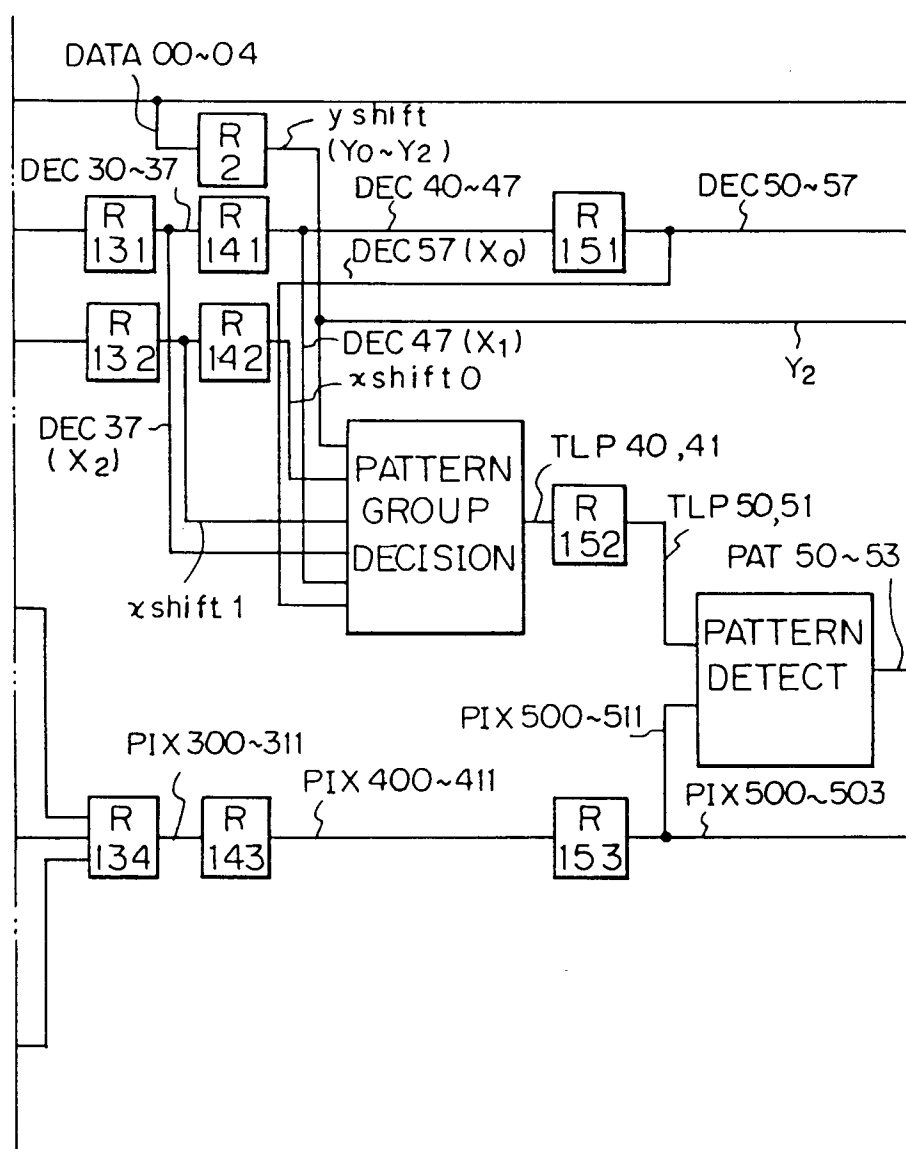 DATA 00~04
R
2
y shift
(Y0~Y2)
DEC 30~37
DEC 40~47
DEC 50~57
R
131
R
141
R
151
DEC 57 (X0)
R
132
R
142
DEC 47 (X1)
Y2
x shift 0
DEC 37
(X2)
PATTERN
GROUP
DECISION
TLP 40,41
R
152
TLP 50,51
PAT 50~53
x shift 1
PATTERN
DETECT
PIX 500~511
PIX 300~311
PIX 400~411
PIX 500~503
R
134
R
143
R
153